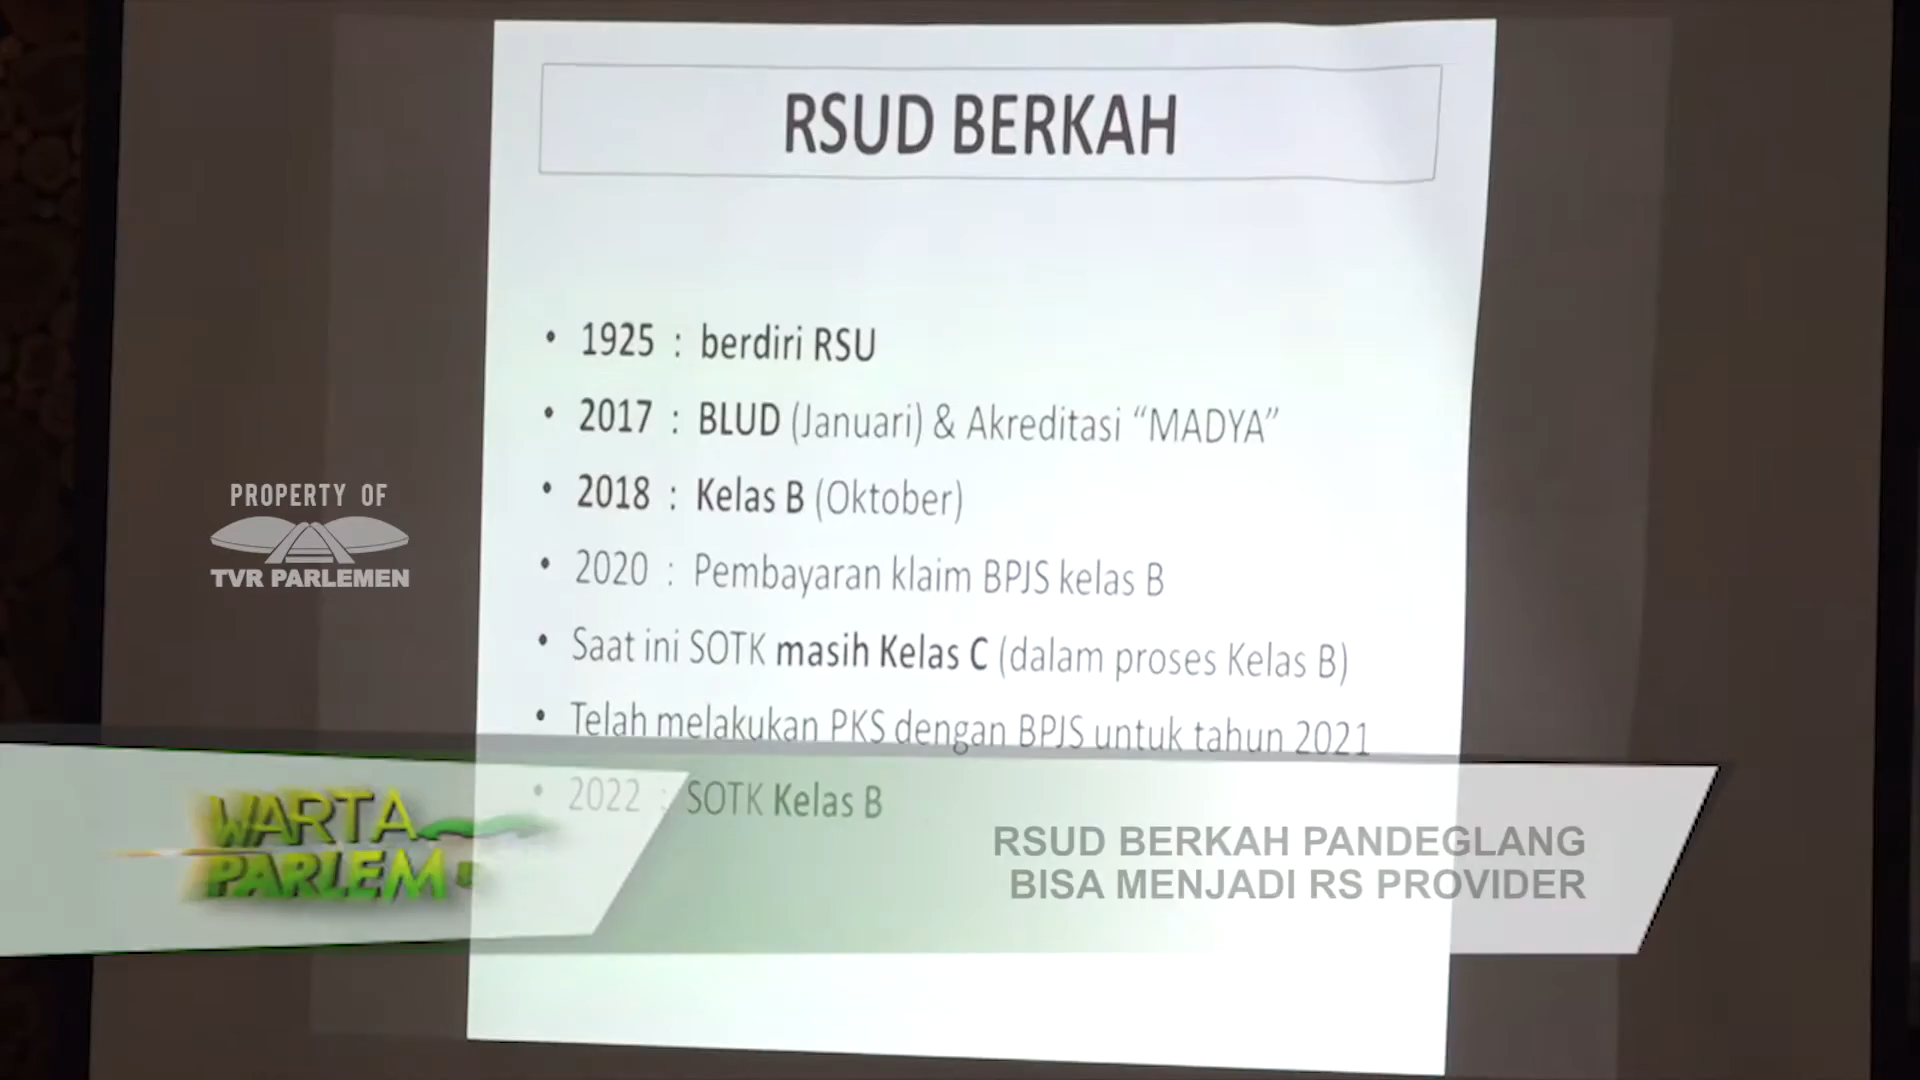 RSUD BERKAH
• 1925 : berdiri RSU
• 2017 : BLUD (Januari) & Akreditasi “MADYA”
• 2018 : Kelas B (Oktober)
• 2020 : Pembayaran klaim BPJS kelas B
• Saat ini SOTK masih Kelas C (dalam proses Kelas B)
• Telah melakukan PKS dengan BPJS untuk tahun 2021
• 2022 : SOTK Kelas B
PROPERTY OF
TVR PARLEMEN
WARTA
PARLEM
RSUD BERKAH PANDEGLANG
BISA MENJADI RS PROVIDER